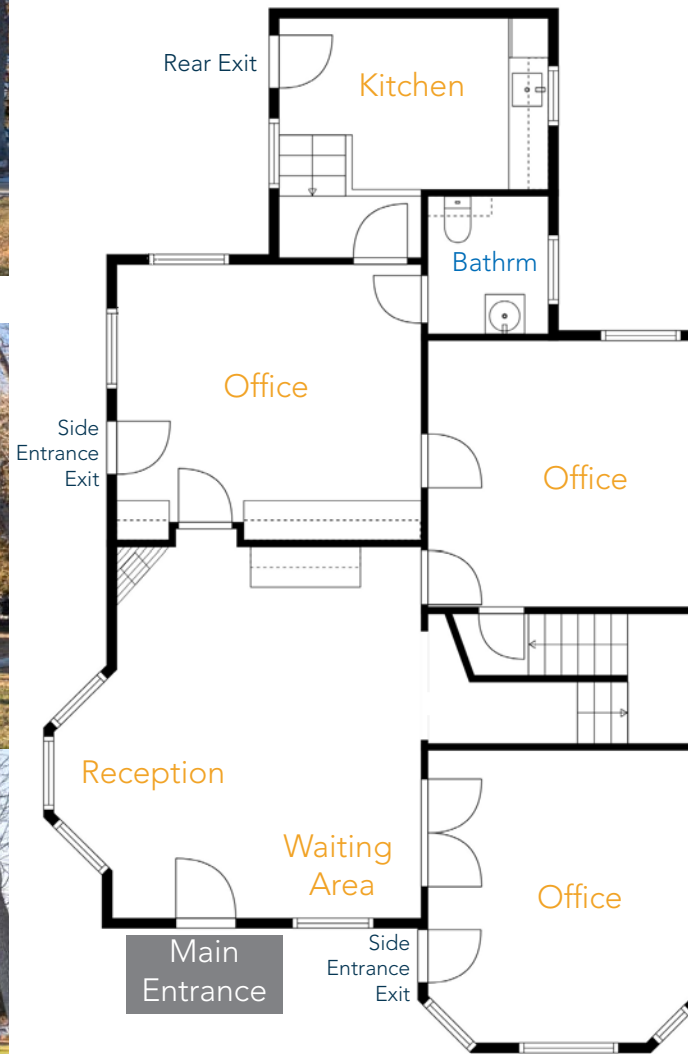 Rear Exit
Kitchen
Bathrm
Office
Side
Entrance
Exit
Office
Reception
Waiting
Area
Office
Main
Entrance
Side
Entrance
Exit